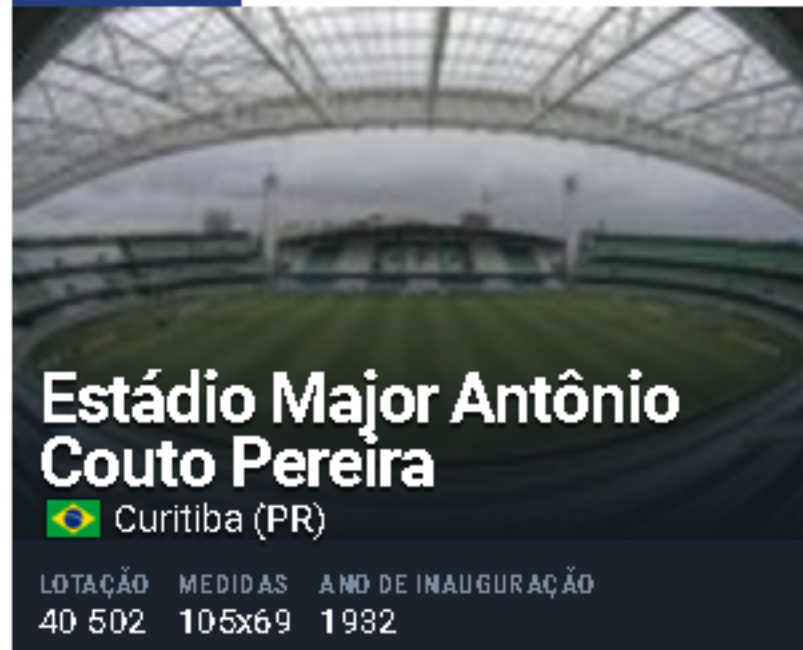 Estádio Major Antônio
Couto Pereira
Curitiba (PR)
LOTAÇÃO MEDIDAS ANO DE INAUGURAÇÃO
40 502 105x69 1932